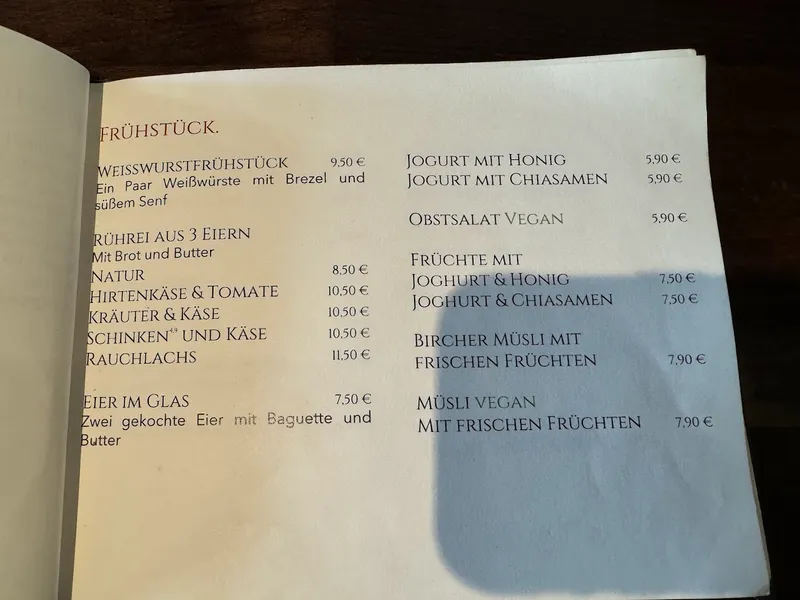 FRÜHSTÜCK.
WEISSWURSTFRÜHSTÜCK 9,50 €
Ein Paar Weißwürste mit Brezel und
süßem Senf
RÜHREI AUS 3 EIERN
Mit Brot und Butter
NATUR 8,50 €
HIRTENKÄSE & TOMATE 10,50 €
KRÄUTER & KÄSE 10,50 €
SCHINKEN4,9 UND KÄSE 10,50 €
RAUCHLACHS 11,50 €
EIER IM GLAS 7,50 €
Zwei gekochte Eier mit Baguette und
Butter
JOGURT MIT HONIG 5,90 €
JOGURT MIT CHIASAMEN 5,90 €
OBSTSALAT VEGAN 5,90 €
FRÜCHTE MIT
JOGHURT & HONIG 7,50 €
JOGHURT & CHIASAMEN 7,50 €
BIRCHER MÜSLI MIT
FRISCHEN FRÜCHTEN 7,90 €
MÜSLI VEGAN
MIT FRISCHEN FRÜCHTEN 7,90 €